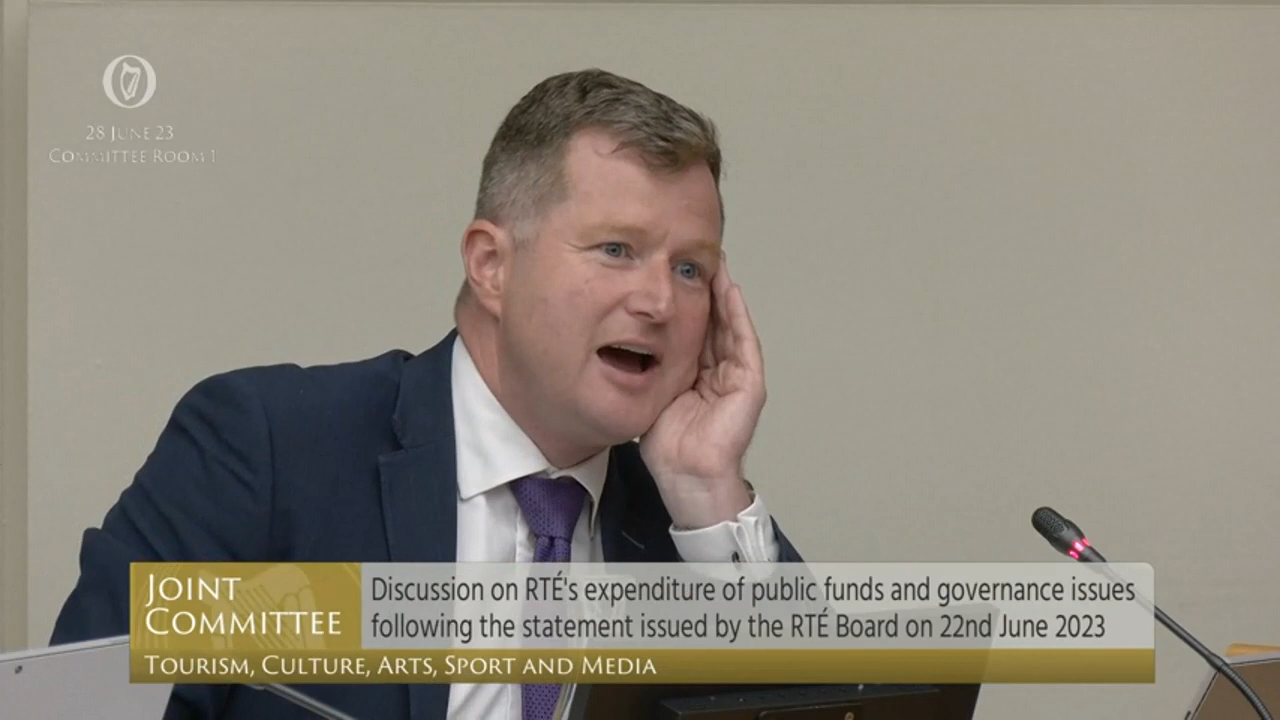 28 June 23
Committee Room 1
Joint
Committee
Discussion on RTÉ's expenditure of public funds and governance issues
following the statement issued by the RTÉ Board on 22nd June 2023
Tourism, Culture, Arts, Sport and Media